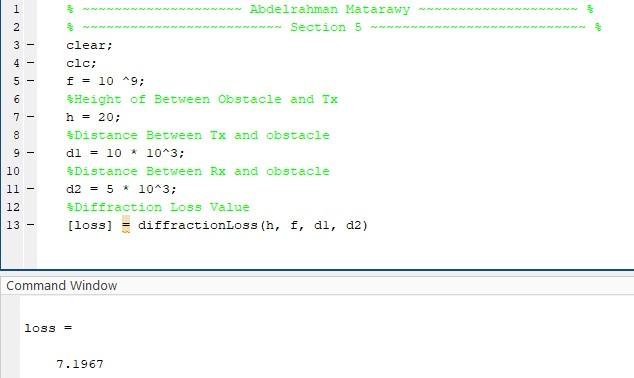 1 % ~~~~~~~~~~~~~~~~~~~~ Abdelrahman Matarawy ~~~~~~~~~~~~~~~~~~~~ %
2 % ~~~~~~~~~~~~~~~~~~~~~~~~~~ Section 5 ~~~~~~~~~~~~~~~~~~~~~~~~~~~ %
3 – clear;
4 – clc;
5 – f = 10 ^9;
6 %Height of Between Obstacle and Tx
7 – h = 20;
8 %Distance Between Tx and obstacle
9 – d1 = 10 * 10^3;
10 %Distance Between Rx and obstacle
11 – d2 = 5 * 10^3;
12 %Diffraction Loss Value
13 – [loss] = diffractionLoss(h, f, d1, d2)
Command Window
loss =
7.1967